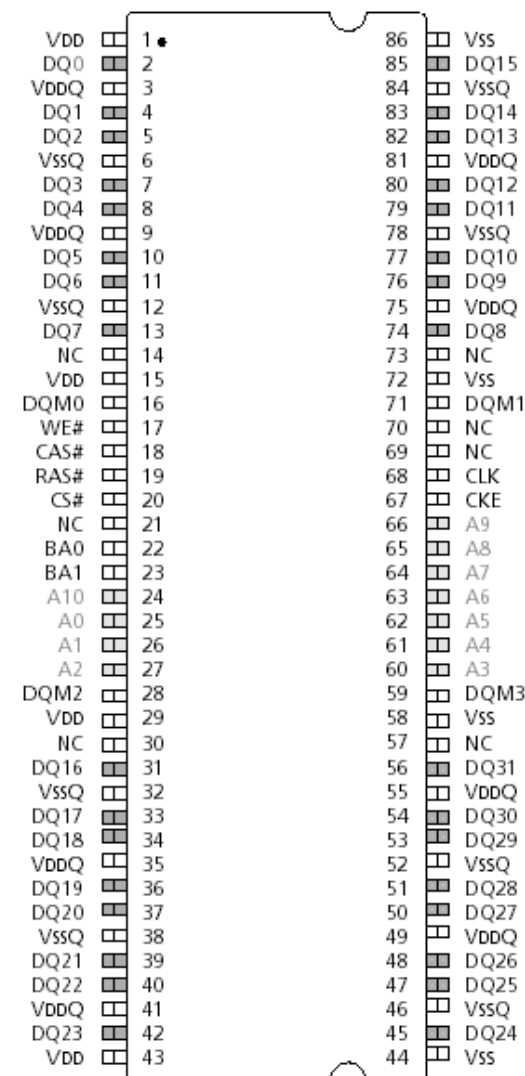 VDD 1 86 VSS
DQ0 2 85 DQ15
VDDQ 3 84 VSSQ
DQ1 4 83 DQ14
DQ2 5 82 DQ13
VSSQ 6 81 VDDQ
DQ3 7 80 DQ12
DQ4 8 79 DQ11
VDDQ 9 78 VSSQ
DQ5 10 77 DQ10
DQ6 11 76 DQ9
VSSQ 12 75 VDDQ
DQ7 13 74 DQ8
NC 14 73 NC
VDD 15 72 VSS
DQM0 16 71 DQM1
WE# 17 70 NC
CAS# 18 69 NC
RAS# 19 68 CLK
CS# 20 67 CKE
NC 21 66 A9
BA0 22 65 A8
BA1 23 64 A7
A10 24 63 A6
A0 25 62 A5
A1 26 61 A4
A2 27 60 A3
DQM2 28 59 DQM3
VDD 29 58 VSS
NC 30 57 NC
DQ16 31 56 DQ31
VSSQ 32 55 VDDQ
DQ17 33 54 DQ30
DQ18 34 53 DQ29
VDDQ 35 52 VSSQ
DQ19 36 51 DQ28
DQ20 37 50 DQ27
VSSQ 38 49 VDDQ
DQ21 39 48 DQ26
DQ22 40 47 DQ25
VDDQ 41 46 VSSQ
DQ23 42 45 DQ24
VDD 43 44 VSS